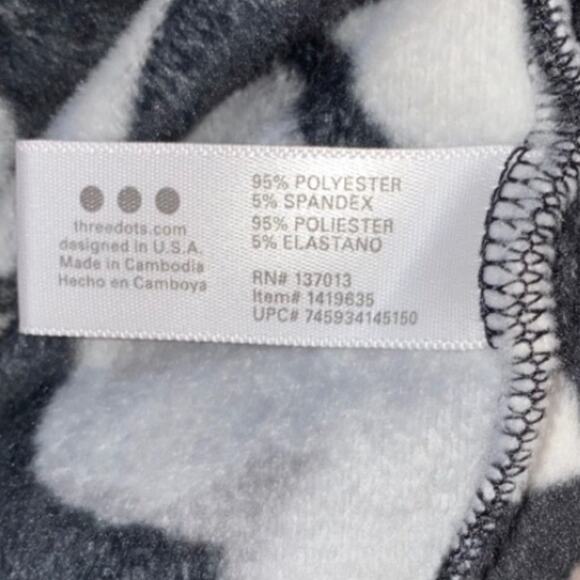 threedots.com
designed in U.S.A.
Made in Cambodia
Hecho en Camboya
95% POLYESTER
5% SPANDEX
95% POLIESTER
5% ELASTANO
RN# 137013
Item# 1419635
UPC# 745934145150